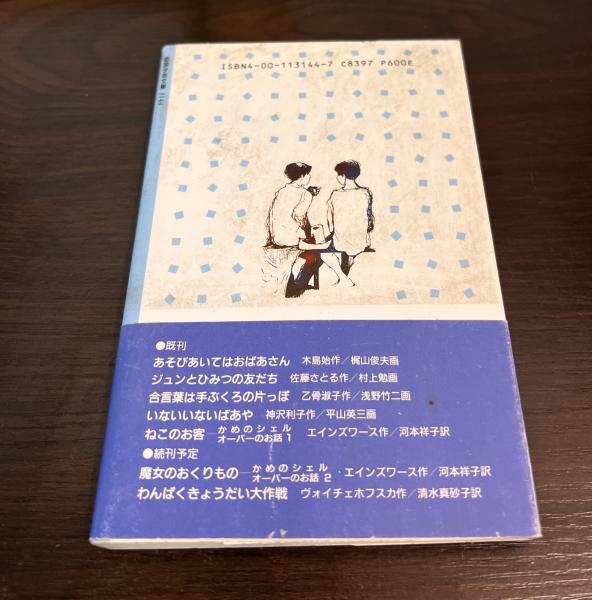 ISBN4-00-113144-7 C8397 P600E
●既刊
あそびあいてはおばあさん 木島始作／梶山俊夫画
ジュンとひみつの友だち 佐藤さとる作／村上勉画
合言葉は手ぶくろの片っぽ 乙骨淑子作／浅野竹二画
いないいないばあや 神沢利子作／平山英三画
ねこのお客―かめのシェルオーバーのお話1 エインズワース作／河本祥子訳
●続刊予定
魔女のおくりもの―かめのシェルオーバーのお話2・エインズワース作／河本祥子訳
わんぱくきょうだい大作戦 ヴォイチェホフスカ作／清水真砂子訳